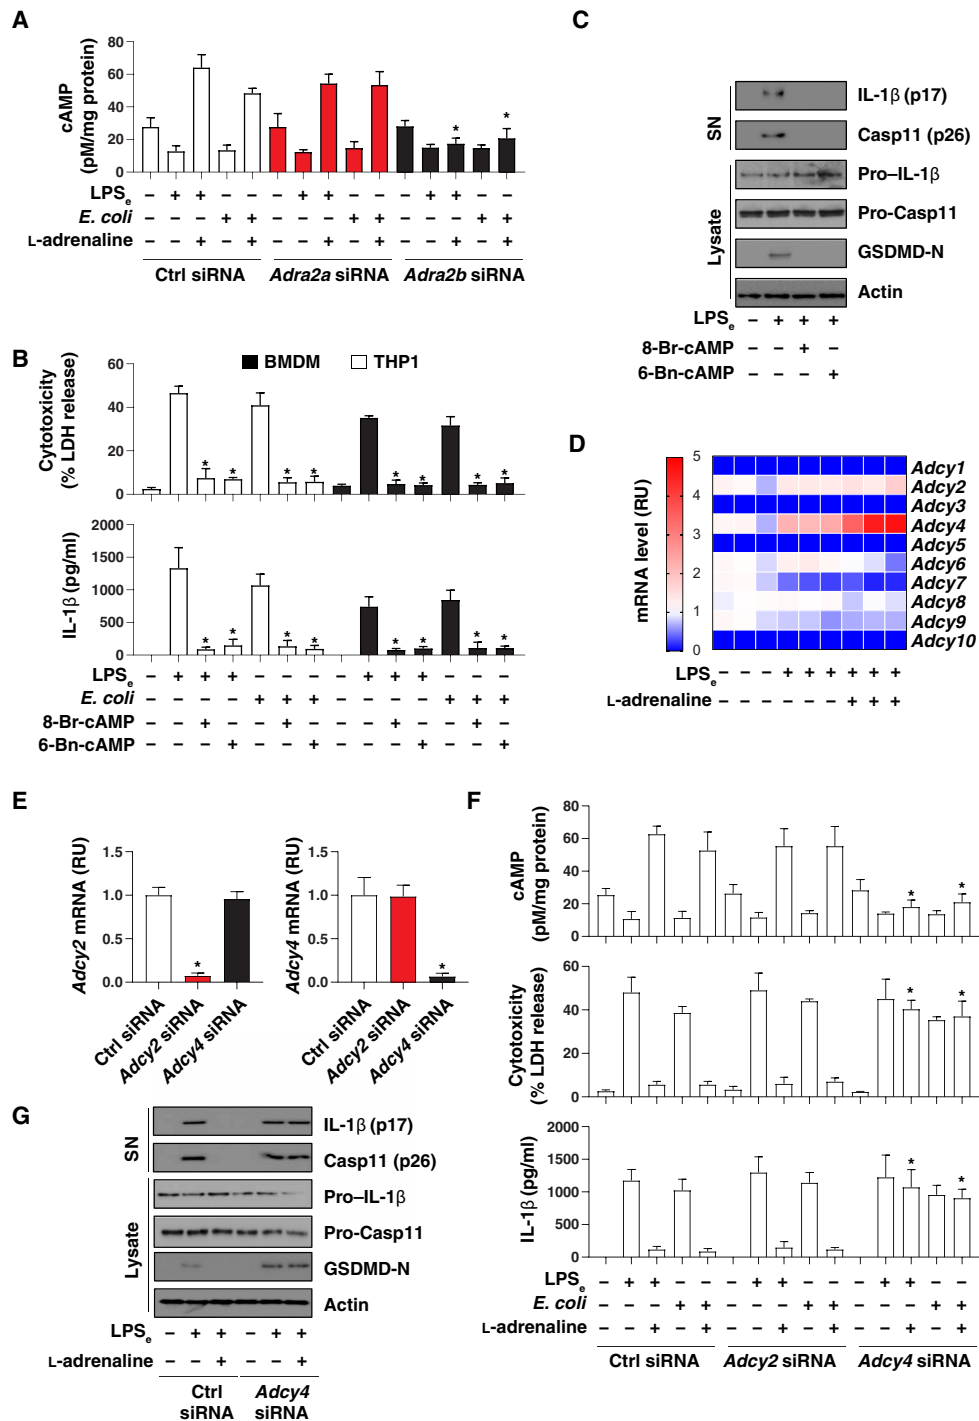 A
cAMP
(pM/mg protein)
80
60
40
20
0
* *
LPSe – + + – – – + + – – – + + – –
E. coli – – – + + – – – + + – – – + +
L-adrenaline – – + – + – – + – + – – + – +
Ctrl siRNA Adra2a siRNA Adra2b siRNA
B
BMDM THP1
Cytotoxicity
(% LDH release)
60
40
20
0
* * * * * * * *
IL-1β (pg/ml)
2000
1500
1000
500
0
* * * * * * * *
LPSe – + + + – – – – + + + – – –
E. coli – – – – + + + – – – – + + +
8-Br-cAMP – – + – – + – – – + – – + –
6-Bn-cAMP – – – + – – + – – – + – – +
C
SN
IL-1β (p17)
Casp11 (p26)
Lysate
Pro–IL-1β
Pro-Casp11
GSDMD-N
Actin
LPSe – + + +
8-Br-cAMP – – + –
6-Bn-cAMP – – – +
D
mRNA level (RU)
5
4
3
2
1
0
Adcy1
Adcy2
Adcy3
Adcy4
Adcy5
Adcy6
Adcy7
Adcy8
Adcy9
Adcy10
LPSe – – – + + + + + +
L-adrenaline – – – – – – + + +
E
Adcy2 mRNA (RU)
1.5
1.0
0.5
0.0
*
Ctrl siRNA
Adcy2 siRNA
Adcy4 siRNA
Adcy4 mRNA (RU)
1.5
1.0
0.5
0.0
*
Ctrl siRNA
Adcy2 siRNA
Adcy4 siRNA
F
cAMP
(pM/mg protein)
80
60
40
20
0
* *
Cytotoxicity
(% LDH release)
60
40
20
0
* *
IL-1β (pg/ml)
2000
1500
1000
500
0
* *
LPSe – + + – – – + + – – – + + – –
E. coli – – – + + – – – + + – – – + +
L-adrenaline – – + – + – – + – + – – + – +
Ctrl siRNA Adcy2 siRNA Adcy4 siRNA
G
SN
IL-1β (p17)
Casp11 (p26)
Lysate
Pro–IL-1β
Pro-Casp11
GSDMD-N
Actin
LPSe – + + – + +
L-adrenaline – – + – – +
Ctrl
siRNA
Adcy4
siRNA